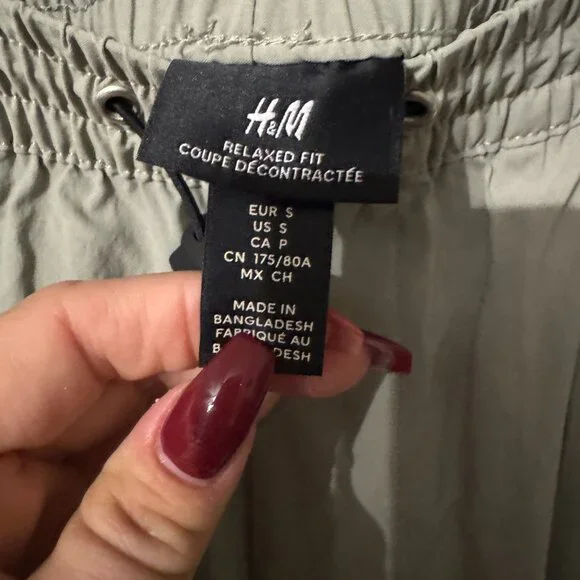 H&M
RELAXED FIT
COUPE DÉCONTRACTÉE
EUR S
US S
CA P
CN 175/80A
MX CH
MADE IN
BANGLADESH
FABRIQUÉ AU